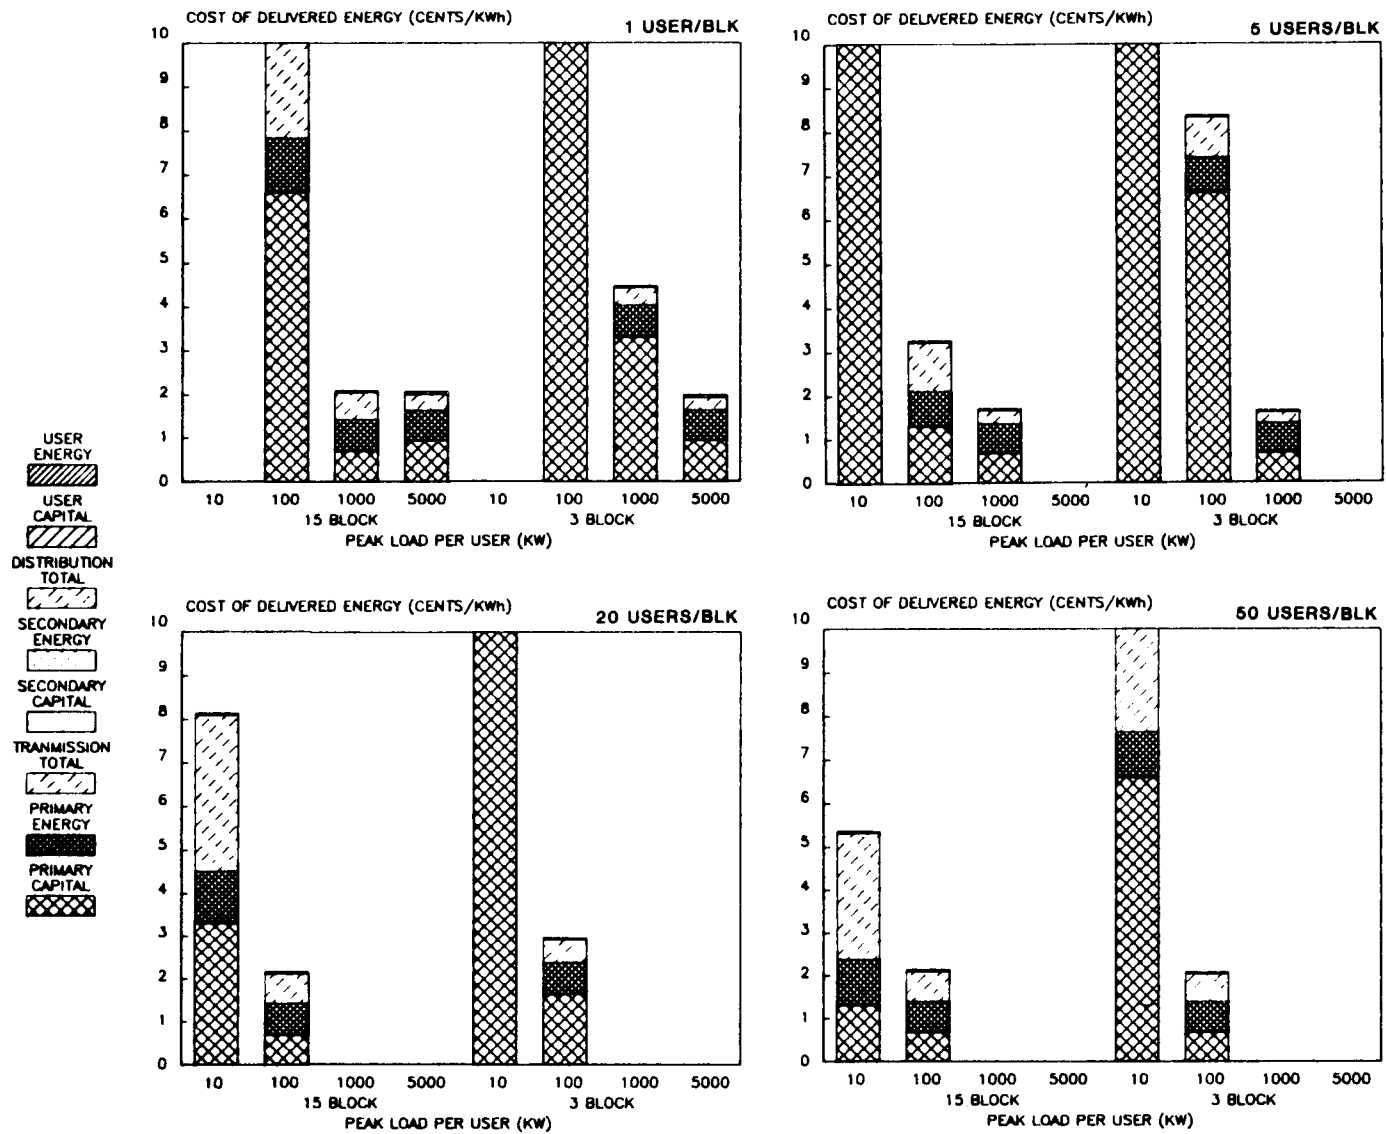 COST OF DELIVERED ENERGY (CENTS/KWh)
1 USER/BLK
10
9
8
7
6
5
4
3
2
1
0
10 100 1000 5000 10 100 1000 5000
15 BLOCK 3 BLOCK
PEAK LOAD PER USER (KW)
COST OF DELIVERED ENERGY (CENTS/KWh)
5 USERS/BLK
10
9
8
7
6
5
4
3
2
1
0
10 100 1000 5000 10 100 1000 5000
15 BLOCK 3 BLOCK
PEAK LOAD PER USER (KW)
USER
ENERGY
USER
CAPITAL
DISTRIBUTION
TOTAL
SECONDARY
ENERGY
SECONDARY
CAPITAL
TRANMISSION
TOTAL
PRIMARY
ENERGY
PRIMARY
CAPITAL
COST OF DELIVERED ENERGY (CENTS/KWh)
20 USERS/BLK
10
9
8
7
6
5
4
3
2
1
0
10 100 1000 5000 10 100 1000 5000
15 BLOCK 3 BLOCK
PEAK LOAD PER USER (KW)
COST OF DELIVERED ENERGY (CENTS/KWh)
50 USERS/BLK
10
9
8
7
6
5
4
3
2
1
0
10 100 1000 5000 10 100 1000 5000
15 BLOCK 3 BLOCK
PEAK LOAD PER USER (KW)